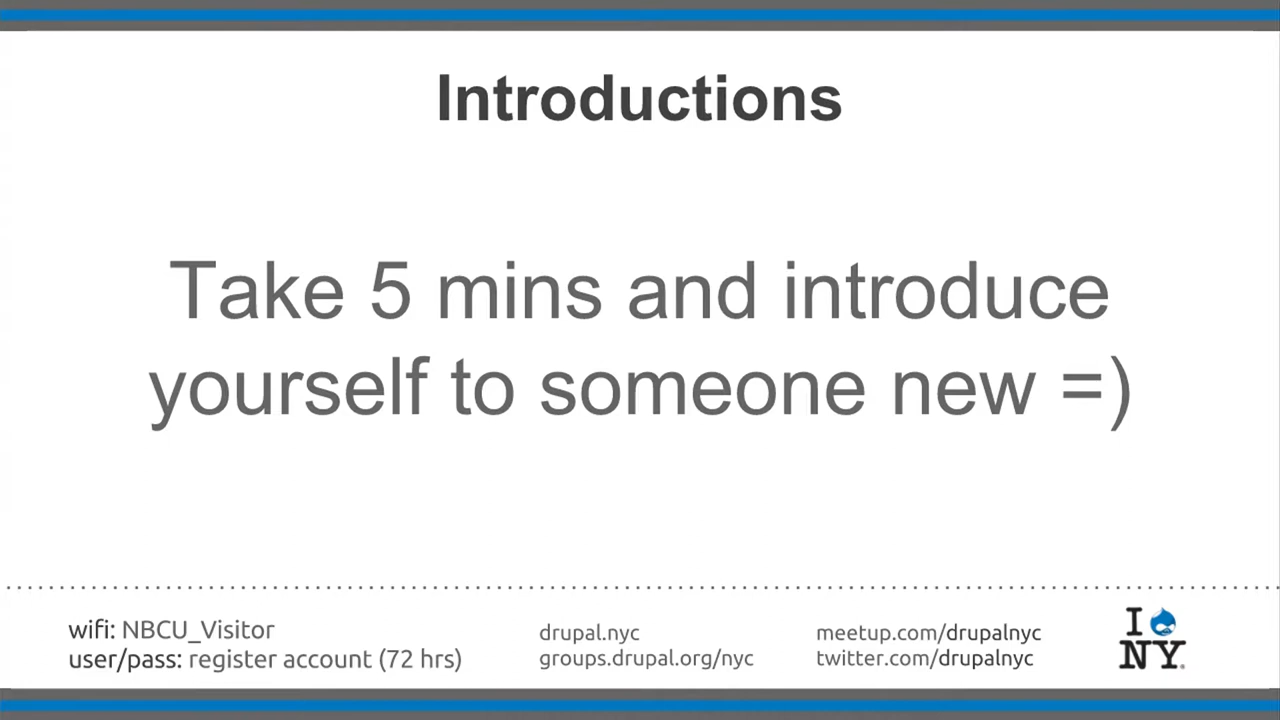 Introductions
Take 5 mins and introduce
yourself to someone new =)
wifi: NBCU_Visitor
user/pass: register account (72 hrs)
drupal.nyc
groups.drupal.org/nyc
meetup.com/drupalnyc
twitter.com/drupalnyc
I
NY